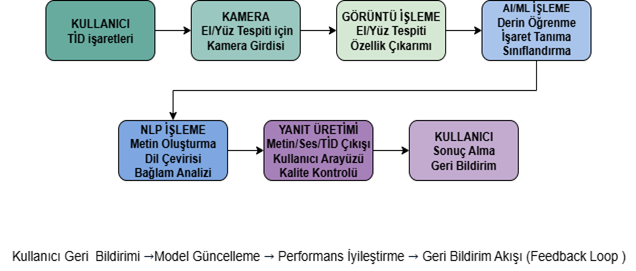 KULLANICI
TİD işaretleri
KAMERA
El/Yüz Tespiti için
Kamera Girdisi
GÖRÜNTÜ İŞLEME
El/Yüz Tespiti
Özellik Çıkarımı
AI/ML İŞLEME
Derin Öğrenme
İşaret Tanıma
Sınıflandırma
NLP İŞLEME
Metin Oluşturma
Dil Çevirisi
Bağlam Analizi
YANIT ÜRETİMİ
Metin/Ses/TİD Çıkışı
Kullanıcı Arayüzü
Kalite Kontrolü
KULLANICI
Sonuç Alma
Geri Bildirim
Kullanıcı Geri Bildirimi →Model Güncelleme → Performans İyileştirme → Geri Bildirim Akışı (Feedback Loop )